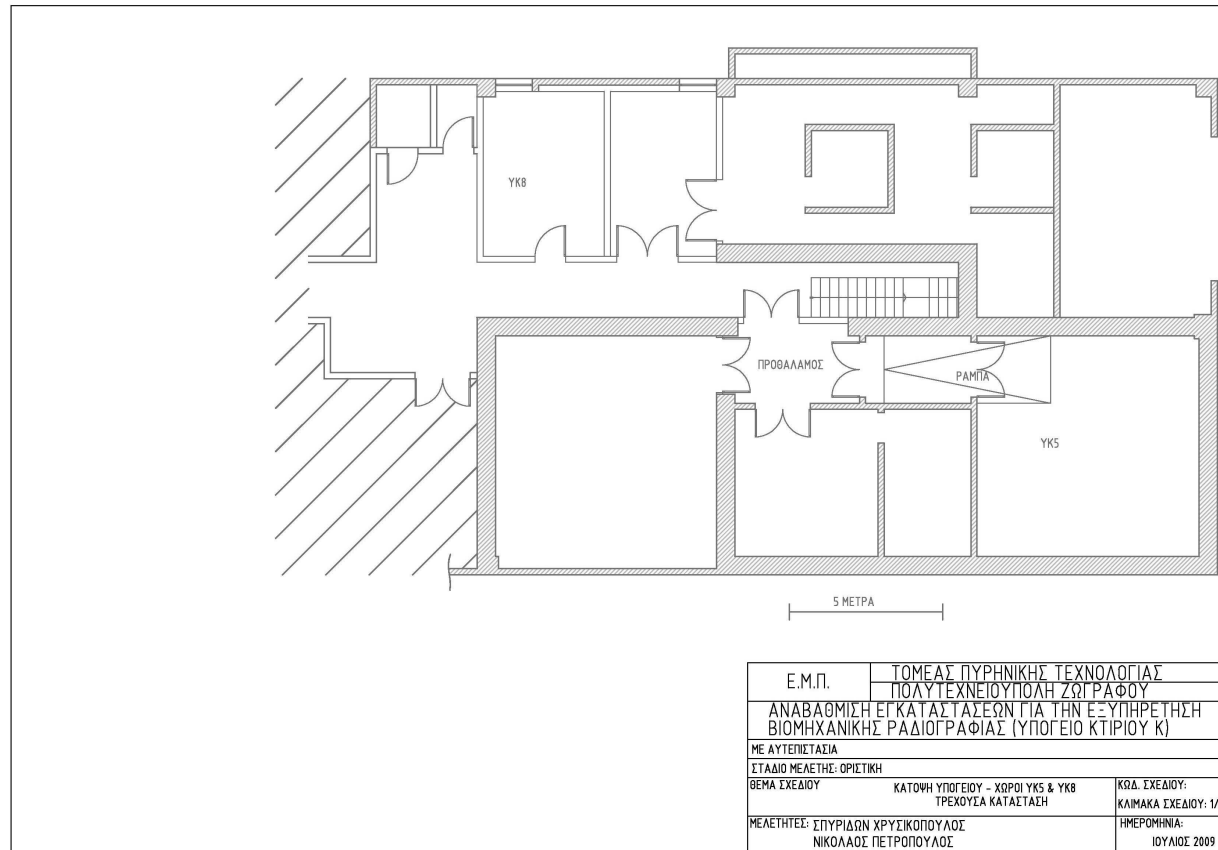 ΥΚ8
ΠΡΟΘΑΛΑΜΟΣ
ΡΑΜΠΑ
ΥΚ5
5 ΜΕΤΡΑ
Ε.Μ.Π.
ΤΟΜΕΑΣ ΠΥΡΗΝΙΚΗΣ ΤΕΧΝΟΛΟΓΙΑΣ
ΠΟΛΥΤΕΧΝΕΙΟΥΠΟΛΗ ΖΩΓΡΑΦΟΥ
ΑΝΑΒΑΘΜΙΣΗ ΕΓΚΑΤΑΣΤΑΣΕΩΝ ΓΙΑ ΤΗΝ ΕΞΥΠΗΡΕΤΗΣΗ
ΒΙΟΜΗΧΑΝΙΚΗΣ ΡΑΔΙΟΓΡΑΦΙΑΣ (ΥΠΟΓΕΙΟ ΚΤΙΡΙΟΥ Κ)
ΜΕ ΑΥΤΕΠΙΣΤΑΣΙΑ
ΣΤΑΔΙΟ ΜΕΛΕΤΗΣ: ΟΡΙΣΤΙΚΗ
ΘΕΜΑ ΣΧΕΔΙΟΥ
ΚΑΤΟΨΗ ΥΠΟΓΕΙΟΥ - ΧΩΡΟΙ ΥΚ5 & ΥΚ8
ΤΡΕΧΟΥΣΑ ΚΑΤΑΣΤΑΣΗ
ΚΩΔ. ΣΧΕΔΙΟΥ:
ΚΛΙΜΑΚΑ ΣΧΕΔΙΟΥ: 1/
ΜΕΛΕΤΗΤΕΣ: ΣΠΥΡΙΔΩΝ ΧΡΥΣΙΚΟΠΟΥΛΟΣ
ΝΙΚΟΛΑΟΣ ΠΕΤΡΟΠΟΥΛΟΣ
ΗΜΕΡΟΜΗΝΙΑ:
ΙΟΥΛΙΟΣ 2009